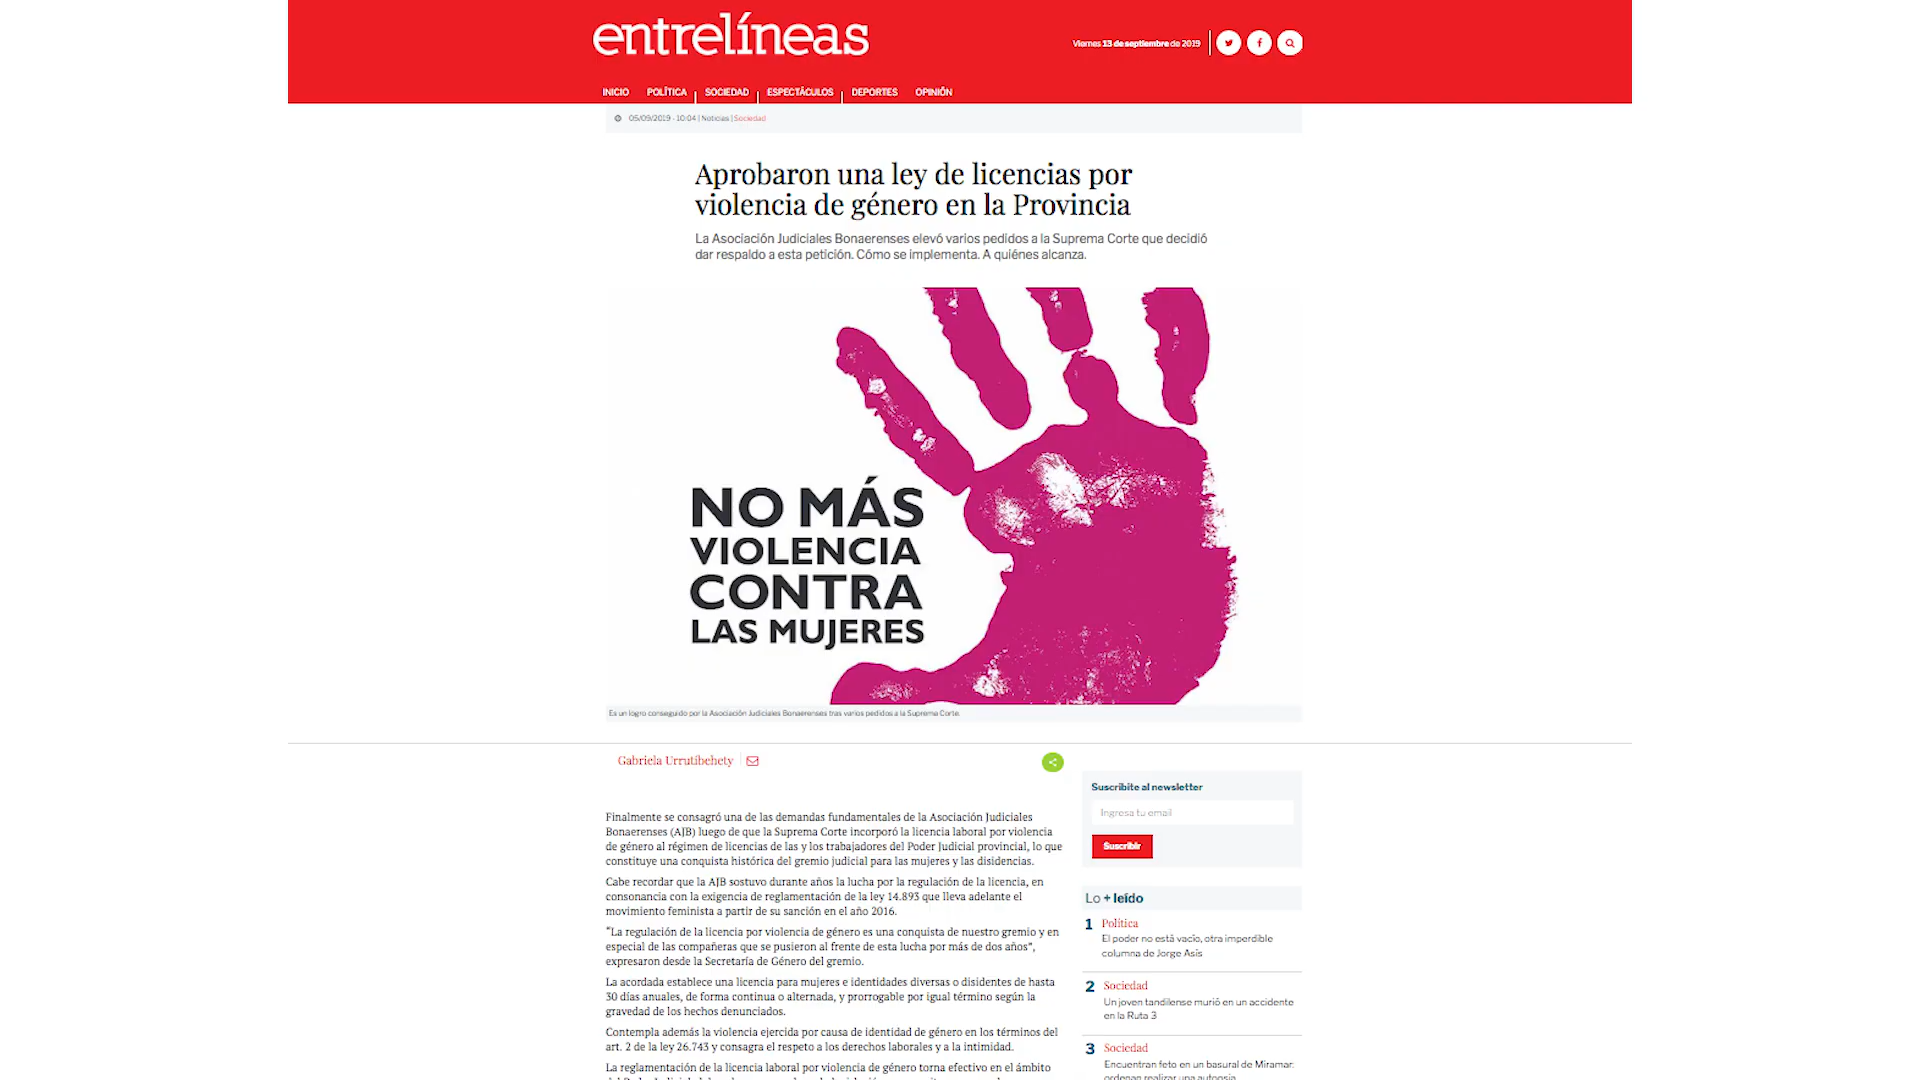 entrelíneas
Viernes 13 de septiembre de 2019
INICIO POLÍTICA SOCIEDAD ESPECTÁCULOS DEPORTES OPINIÓN
05/09/2019 - 10:04 | Noticias | Sociedad
Aprobaron una ley de licencias por
violencia de género en la Provincia
La Asociación Judiciales Bonaerenses elevó varios pedidos a la Suprema Corte que decidió
dar respaldo a esta petición. Cómo se implementa. A quiénes alcanza.
NO MÁS
VIOLENCIA
CONTRA
LAS MUJERES
Es un logro conseguido por la Asociación Judiciales Bonaerenses tras varios pedidos a la Suprema Corte.
Gabriela Urrutibehety
Finalmente se consagró una de las demandas fundamentales de la Asociación Judiciales
Bonaerenses (AJB) luego de que la Suprema Corte incorporó la licencia laboral por violencia
de género al régimen de licencias de las y los trabajadores del Poder Judicial provincial, lo que
constituye una conquista histórica del gremio judicial para las mujeres y las disidencias.
Cabe recordar que la AJB sostuvo durante años la lucha por la regulación de la licencia, en
consonancia con la exigencia de reglamentación de la ley 14.893 que lleva adelante el
movimiento feminista a partir de su sanción en el año 2016.
“La regulación de la licencia por violencia de género es una conquista de nuestro gremio y en
especial de las compañeras que se pusieron al frente de esta lucha por más de dos años”,
expresaron desde la Secretaría de Género del gremio.
La acordada establece una licencia para mujeres e identidades diversas o disidentes de hasta
30 días anuales, de forma continua o alternada, y prorrogable por igual término según la
gravedad de los hechos denunciados.
Contempla además la violencia ejercida por causa de identidad de género en los términos del
art. 2 de la ley 26.743 y consagra el respeto a los derechos laborales y a la intimidad.
La reglamentación de la licencia laboral por violencia de género torna efectivo en el ámbito
Suscribite al newsletter
Ingresa tu email
Suscribir
Lo + leído
1 Política
El poder no está vacío, otra imperdible
columna de Jorge Asís
2 Sociedad
Un joven tandilense murió en un accidente
en la Ruta 3
3 Sociedad
Encuentran feto en un basural de Miramar:
ordenan realizar una autopsia